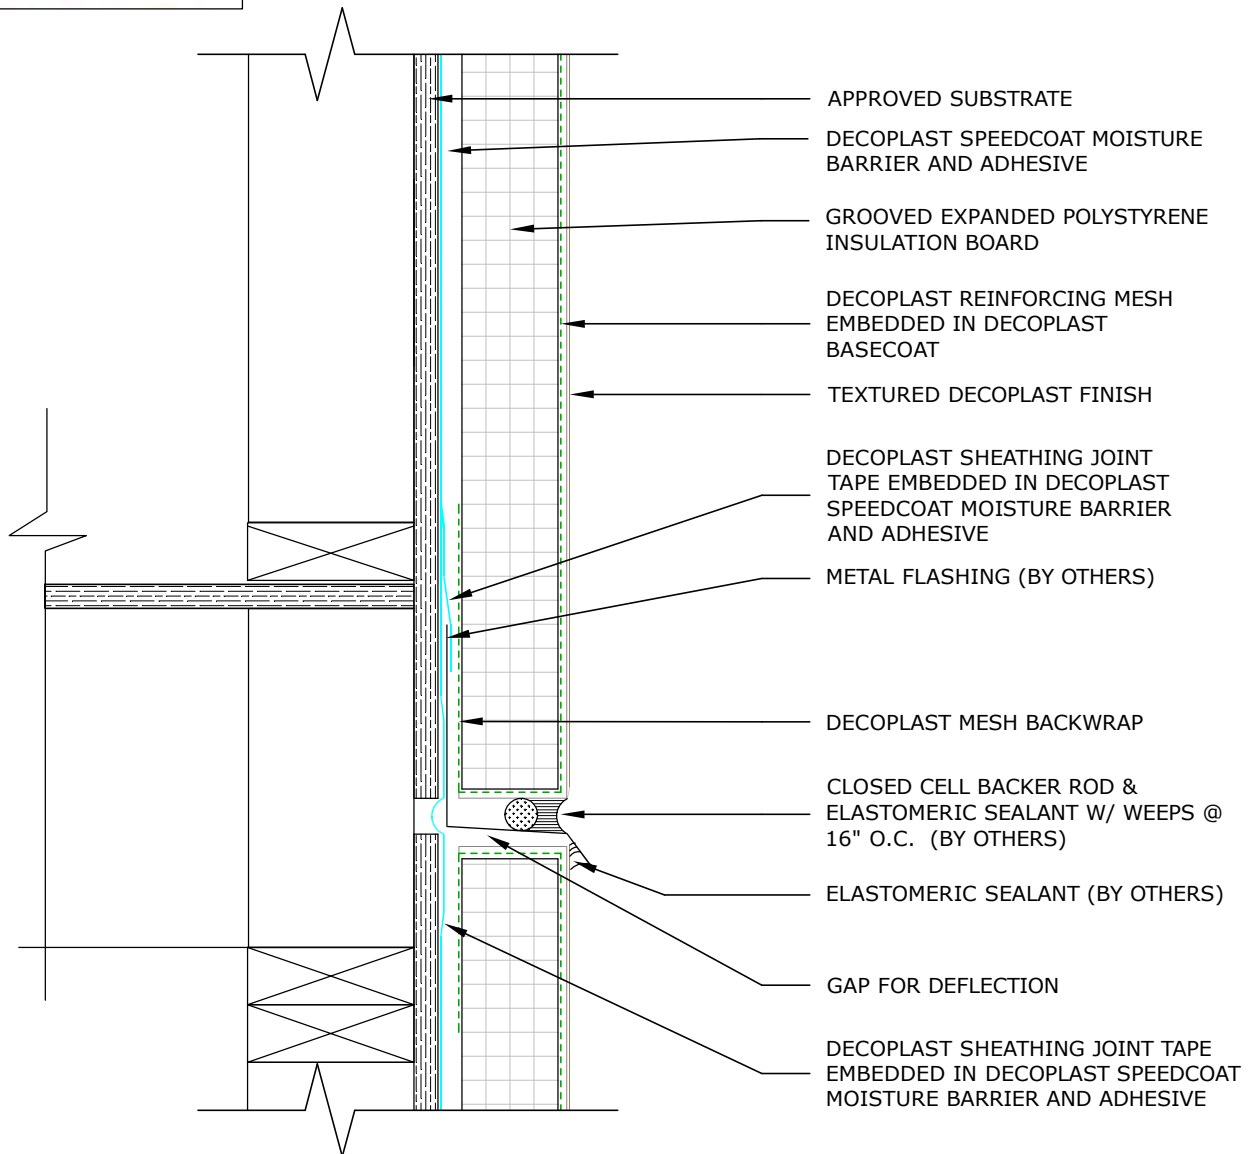 APPROVED SUBSTRATE
DECOPLAST SPEEDCOAT MOISTURE
BARRIER AND ADHESIVE
GROOVED EXPANDED POLYSTYRENE
INSULATION BOARD
DECOPLAST REINFORCING MESH
EMBEDDED IN DECOPLAST
BASECOAT
TEXTURED DECOPLAST FINISH
DECOPLAST SHEATHING JOINT
TAPE EMBEDDED IN DECOPLAST
SPEEDCOAT MOISTURE BARRIER
AND ADHESIVE
METAL FLASHING (BY OTHERS)
DECOPLAST MESH BACKWRAP
CLOSED CELL BACKER ROD &
ELASTOMERIC SEALANT W/ WEEPS @
16" O.C. (BY OTHERS)
ELASTOMERIC SEALANT (BY OTHERS)
GAP FOR DEFLECTION
DECOPLAST SHEATHING JOINT TAPE
EMBEDDED IN DECOPLAST SPEEDCOAT
MOISTURE BARRIER AND ADHESIVE